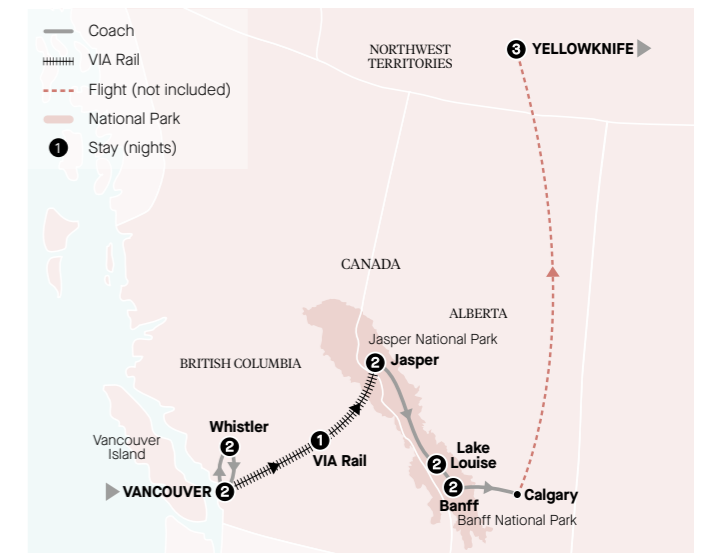 Coach
VIA Rail
Flight (not included)
National Park
1 Stay (nights)
NORTHWEST
TERRITORIES
3 YELLOWKNIFE
CANADA
ALBERTA
Jasper National Park
2 Jasper
BRITISH COLUMBIA
Whistler
2
1
VIA Rail
Vancouver
Island
Lake
2 Louise
VANCOUVER 2
2
Banff
Calgary
Banff National Park